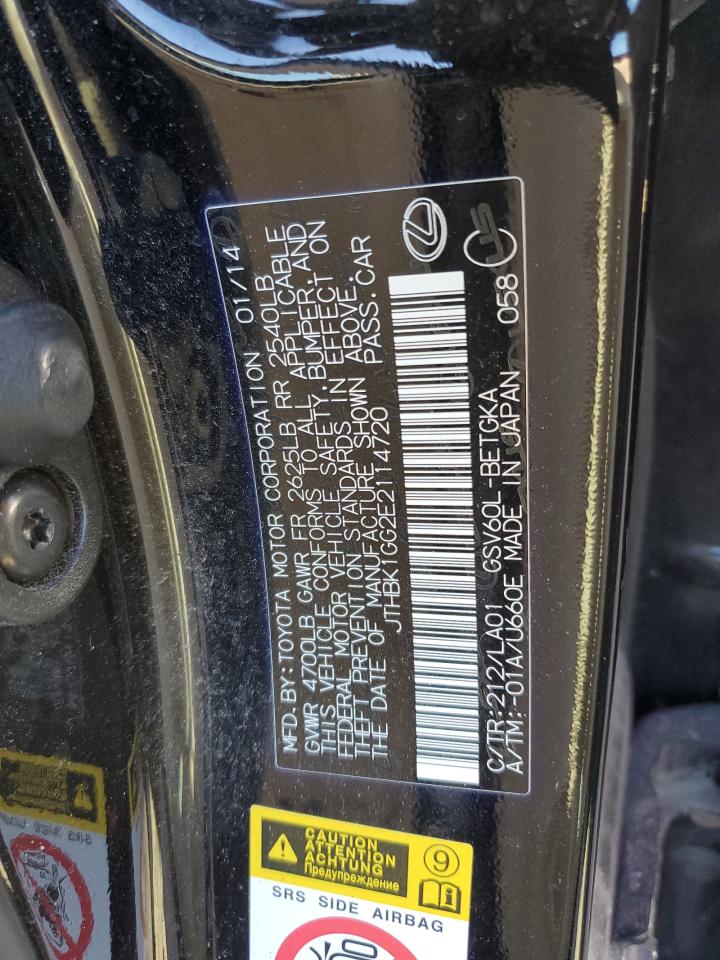 MFD. BY: TOYOTA MOTOR CORPORATION 01/14
GVWR 4700LB GAWR FR 2625LB RR 2540LB
THIS VEHICLE CONFORMS TO ALL APPLICABLE
FEDERAL MOTOR VEHICLE SAFETY, BUMPER, AND
THEFT PREVENTION STANDARDS IN EFFECT ON
THE DATE OF MANUFACTURE SHOWN ABOVE.
JTHBK1GG2E2114720 PASS. CAR
C/TR: 212/LA01 GSV60L-BETGKA
A/TM: -01A/U660E MADE IN JAPAN 058 US
CAUTION
ATTENTION
ACHTUNG
Предупреждение
9
SRS SIDE AIRBAG